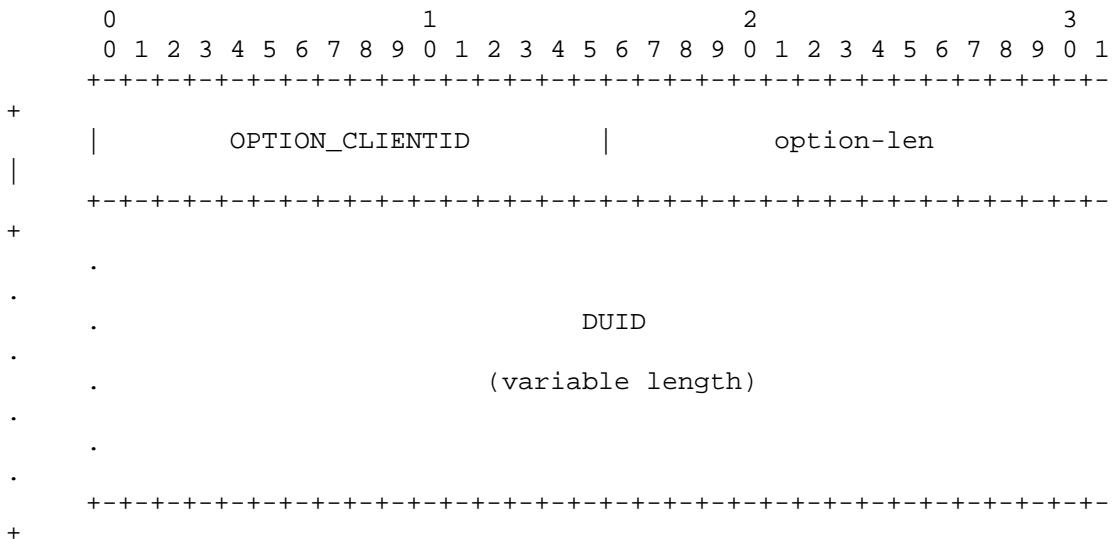 0                   1                   2                   3
0 1 2 3 4 5 6 7 8 9 0 1 2 3 4 5 6 7 8 9 0 1 2 3 4 5 6 7 8 9 0 1
+-+-+-+-+-+-+-+-+-+-+-+-+-+-+-+-+-+-+-+-+-+-+-+-+-+-+-+-+-+-+-+-
+
|        OPTION_CLIENTID        |          option-len
|
+-+-+-+-+-+-+-+-+-+-+-+-+-+-+-+-+-+-+-+-+-+-+-+-+-+-+-+-+-+-+-+-
+
.
.
.                              DUID
.
.                        (variable length)
.
.
.
+-+-+-+-+-+-+-+-+-+-+-+-+-+-+-+-+-+-+-+-+-+-+-+-+-+-+-+-+-+-+-+-
+